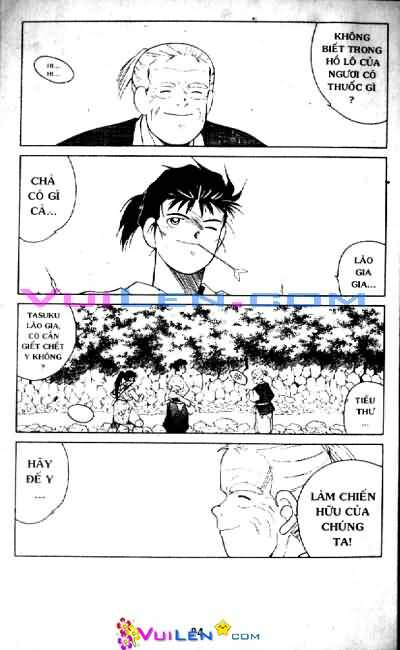 KHÔNG
BIẾT TRONG
HỒ LÔ CỦA
NGƯƠI CÓ
THUỐC GÌ
?
HI...
HI...
CHẢ
CÓ GÌ
CẢ...
LÃO
GIA
GIA...
VUILEN.COM
TASUKU
LÃO GIA,
CO CẦN
GIẾT CHẾT
Y KHÔNG
?
TIỂU
THƯ
...
HÃY
ĐỂ Y
...
LÀM CHIẾN
HỮU CỦA
CHÚNG
TA!
94
VUILEN.com